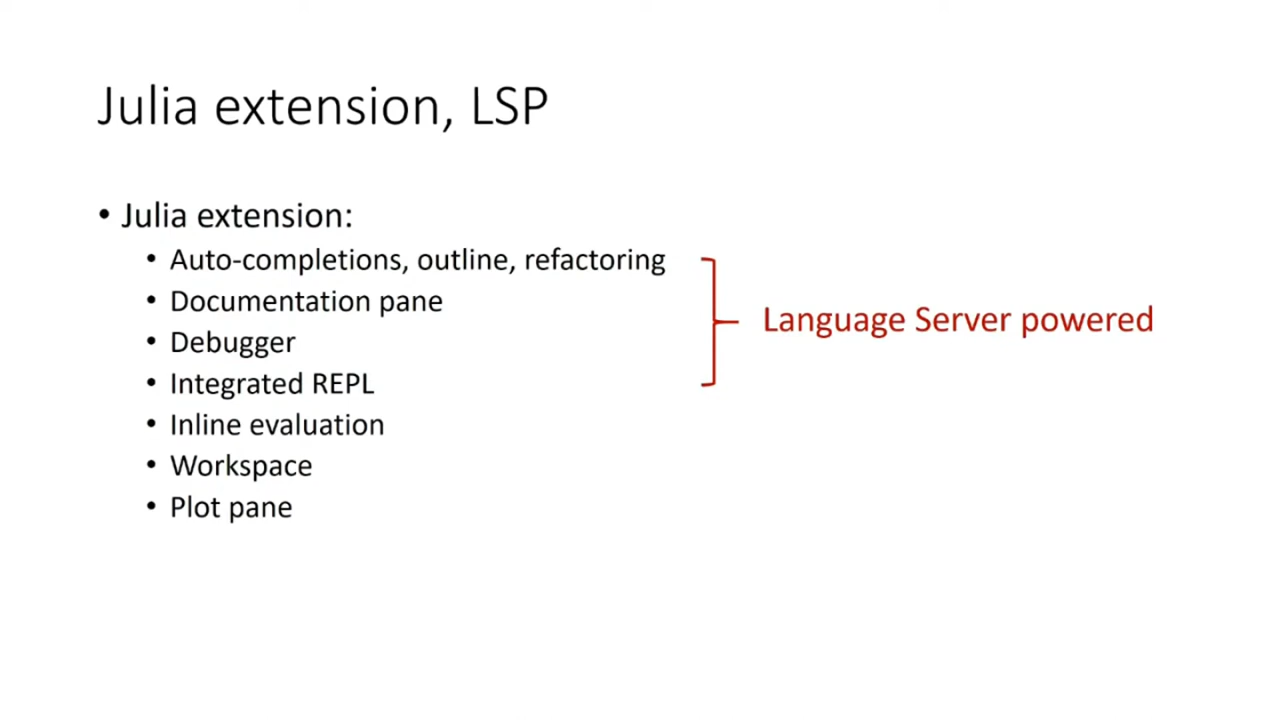 Julia extension, LSP
• Julia extension:
• Auto-completions, outline, refactoring
• Documentation pane
• Debugger
• Integrated REPL
• Inline evaluation
• Workspace
• Plot pane
Language Server powered